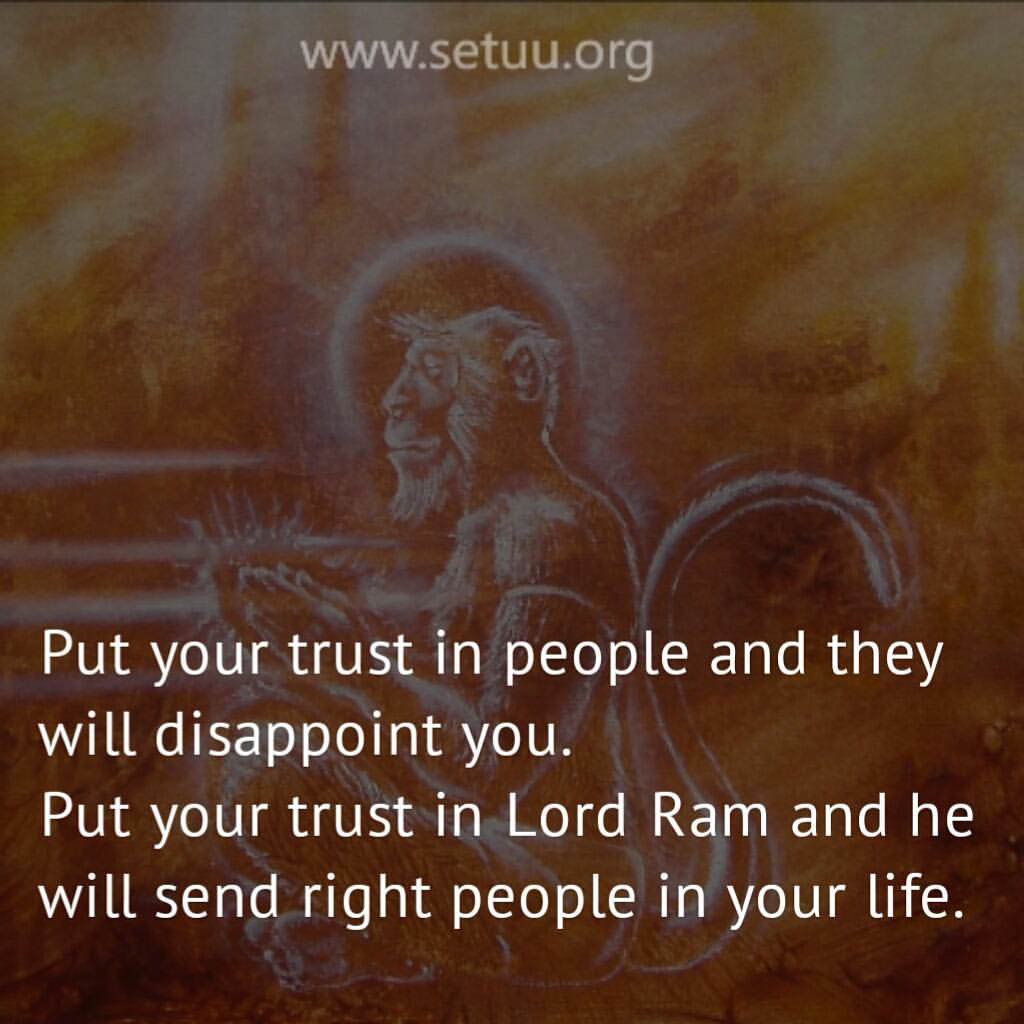 www.setuu.org
Put your trust in people and they
will disappoint you.
Put your trust in Lord Ram and he
will send right people in your life.